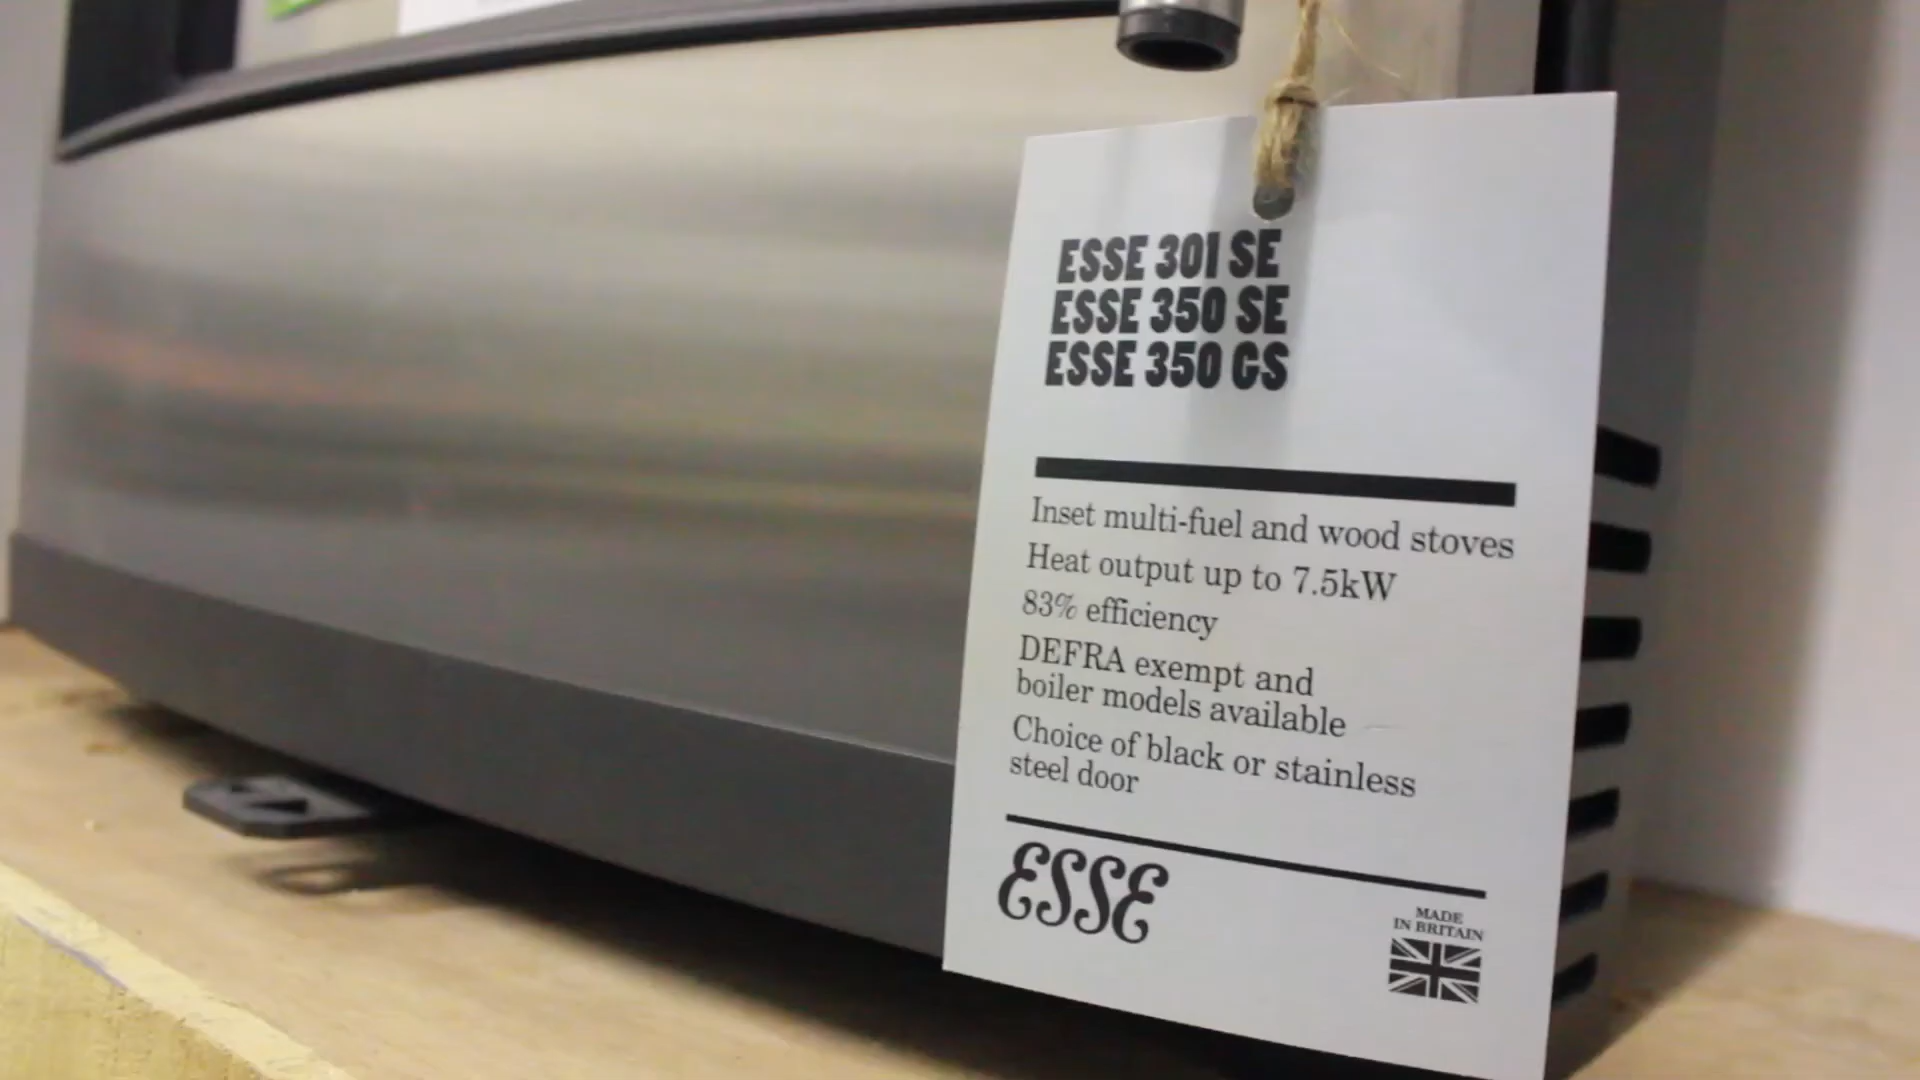 ESSE 301 SE
ESSE 350 SE
ESSE 350 GS
Inset multi-fuel and wood stoves
Heat output up to 7.5kW
83% efficiency
DEFRA exempt and
boiler models available
Choice of black or stainless
steel door
ESSE
MADE
IN BRITAIN